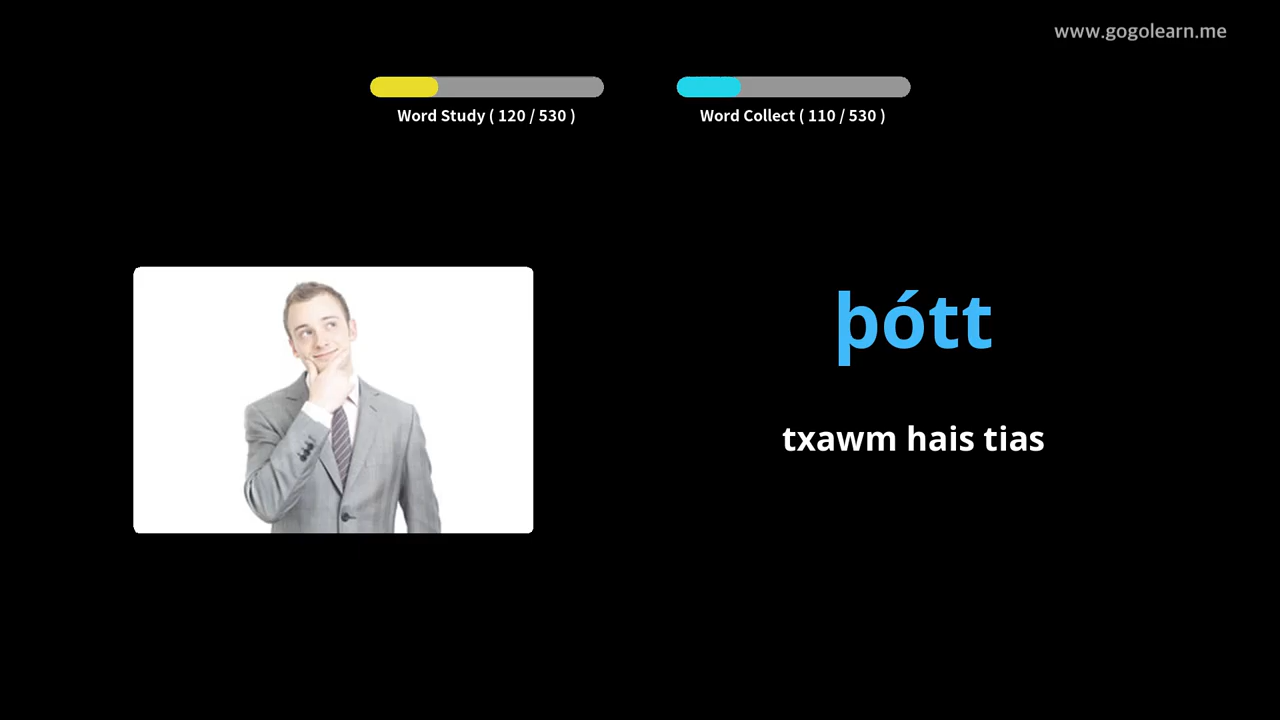 www.gogolearn.me
Word Study ( 120 / 530 )
Word Collect ( 110 / 530 )
þótt
txawm hais tias